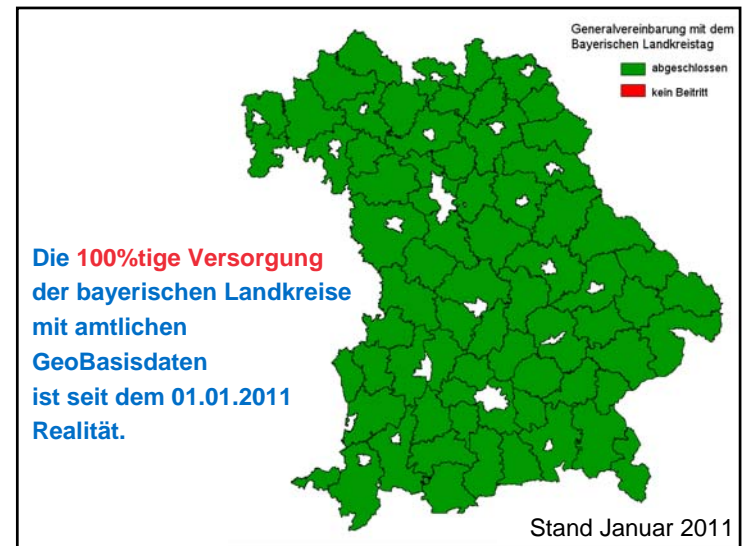 Generalvereinbarung mit dem
Bayerischen Landkreistag
abgeschlossen
kein Beitritt
Die 100%tige Versorgung
der bayerischen Landkreise
mit amtlichen
GeoBasisdaten
ist seit dem 01.01.2011
Realität.
Stand Januar 2011